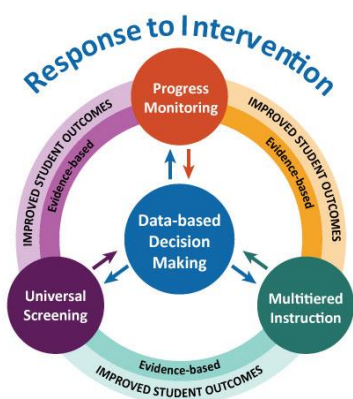 Response to Intervention
Progress
Monitoring
IMPROVED STUDENT OUTCOMES
Evidence-based
IMPROVED STUDENT OUTCOMES
Evidence-based
Data-based
Decision
Making
Universal
Screening
Multitiered
Instruction
Evidence-based
IMPROVED STUDENT OUTCOMES